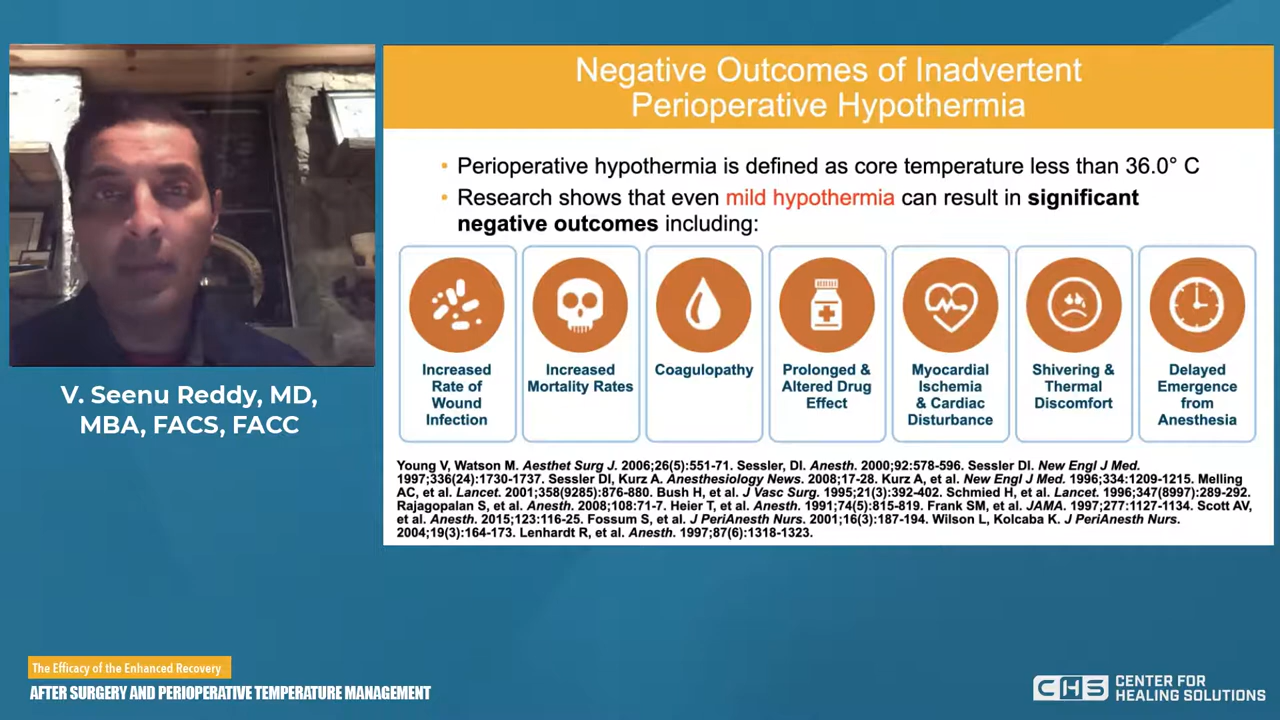 Negative Outcomes of Inadvertent
Perioperative Hypothermia
• Perioperative hypothermia is defined as core temperature less than 36.0° C
• Research shows that even mild hypothermia can result in significant
negative outcomes including:
Increased
Rate of
Wound
Infection
Increased
Mortality Rates
Coagulopathy
Prolonged &
Altered Drug
Effect
Myocardial
Ischemia
& Cardiac
Disturbance
Shivering &
Thermal
Discomfort
Delayed
Emergence
from
Anesthesia
Young V, Watson M. Aesthet Surg J. 2006;26(5):551-71. Sessler, DI. Anesth. 2000;92:578-596. Sessler DI. New Engl J Med.
1997;336(24):1730-1737. Sessler DI, Kurz A. Anesthesiology News. 2008;17-28. Kurz A, et al. New Engl J Med. 1996;334:1209-1215. Melling
AC, et al. Lancet. 2001;358(9285):876-880. Bush H, et al. J Vasc Surg. 1995;21(3):392-402. Schmied H, et al. Lancet. 1996;347(8997):289-292.
Rajagopalan S, et al. Anesth. 2008;108:71-7. Heier T, et al. Anesth. 1991;74(5):815-819. Frank SM, et al. JAMA. 1997;277:1127-1134. Scott AV,
et al. Anesth. 2015;123:116-25. Fossum S, et al. J PeriAnesth Nurs. 2001;16(3):187-194. Wilson L, Kolcaba K. J PeriAnesth Nurs.
2004;19(3):164-173. Lenhardt R, et al. Anesth. 1997;87(6):1318-1323.
V. Seenu Reddy, MD,
MBA, FACS, FACC
The Efficacy of the Enhanced Recovery
AFTER SURGERY AND PERIOPERATIVE TEMPERATURE MANAGEMENT
CHS
CENTER FOR
HEALING SOLUTIONS